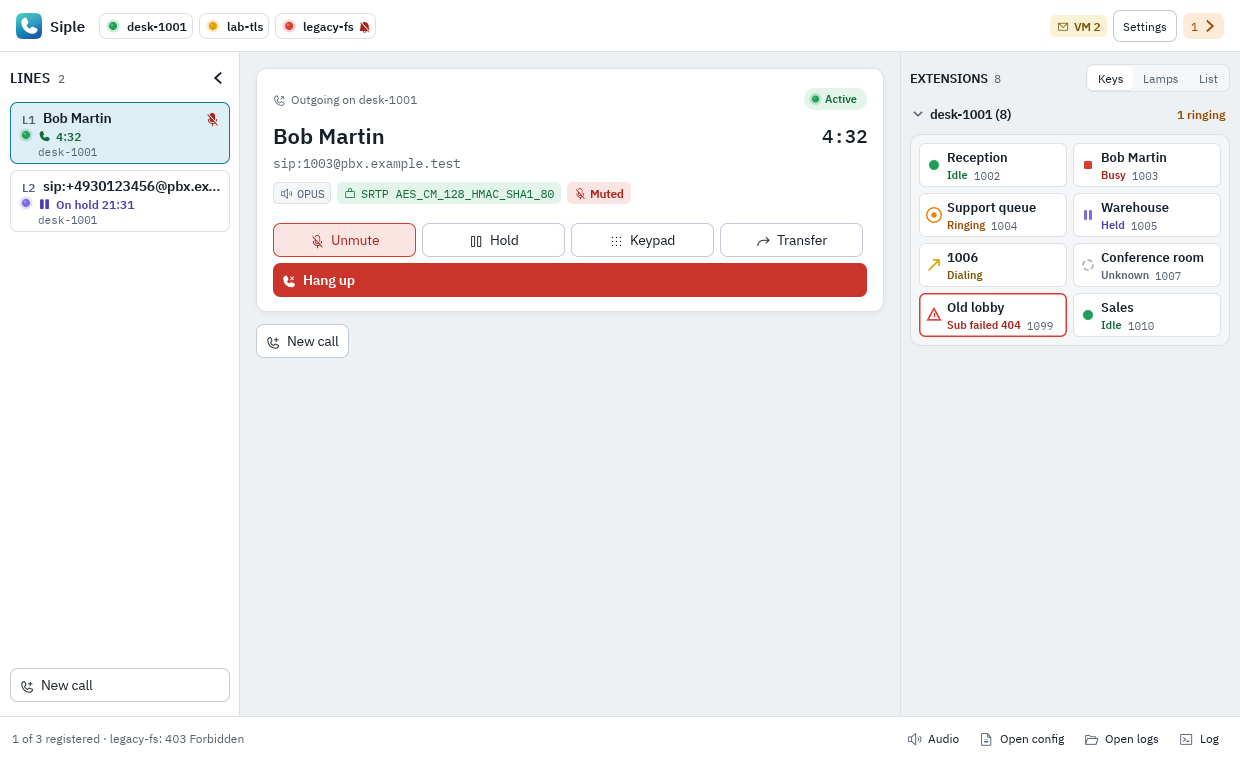 Siple desk-1001 lab-tls legacy-fs VM 2 Settings 1
LINES 2
L1 Bob Martin
4:32
desk-1001
L2 sip:+4930123456@pbx.ex...
On hold 21:31
desk-1001
New call
Outgoing on desk-1001 Active
Bob Martin 4:32
sip:1003@pbx.example.test
OPUS SRTP AES_CM_128_HMAC_SHA1_80 Muted
Unmute Hold Keypad Transfer
Hang up
New call
EXTENSIONS 8 Keys Lamps List
desk-1001 (8) 1 ringing
Reception
Idle 1002
Bob Martin
Busy 1003
Support queue
Ringing 1004
Warehouse
Held 1005
1006
Dialing
Conference room
Unknown 1007
Old lobby
Sub failed 404 1099
Sales
Idle 1010
1 of 3 registered · legacy-fs: 403 Forbidden Audio Open config Open logs Log